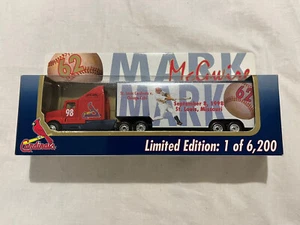 62
MARK
McGwire
98
September 8, 1998
St. Louis, Missouri
62
MARK
Cardinals
Limited Edition: 1 of 6,200